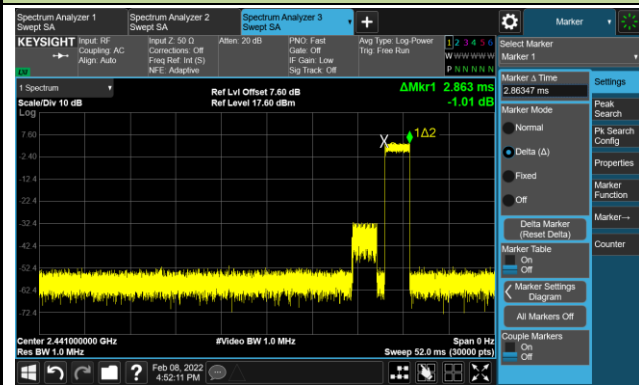 Spectrum Analyzer 1
Swept SA
Spectrum Analyzer 2
Swept SA
Spectrum Analyzer 3
Swept SA
Marker
KEYSIGHT
Input: RF
Coupling: AC
Align: Auto
Input Z: 50 Ω
Corrections: Off
Freq Ref: Int (S)
NFE: Adaptive
Atten: 20 dB
PNO: Fast
Gate: Off
IF Gain: Low
Sig Track: Off
Avg Type: Log-Power
Trig: Free Run
1 2 3 4 5 6
W W W W W W
P N N N N N
LVI
Select Marker
Marker 1
1 Spectrum
Scale/Div 10 dB
Log
Ref Lvl Offset 7.60 dB
Ref Level 17.60 dBm
ΔMkr1 2.863 ms
-1.01 dB
7.60
-2.40
-12.4
-22.4
-32.4
-42.4
-52.4
-62.4
-72.4
X2
1Δ2
Center 2.441000000 GHz
Res BW 1.0 MHz
#Video BW 1.0 MHz
Span 0 Hz
Sweep 52.0 ms (30000 pts)
Marker Δ Time
2.86347 ms
Marker Mode
Normal
Delta (Δ)
Fixed
Off
Delta Marker
(Reset Delta)
Marker Table
On
Off
Marker Settings
Diagram
All Markers Off
Couple Markers
On
Off
Settings
Peak
Search
Pk Search
Config
Properties
Marker
Function
Marker→
Counter
?
Feb 08, 2022
4:52:11 PM